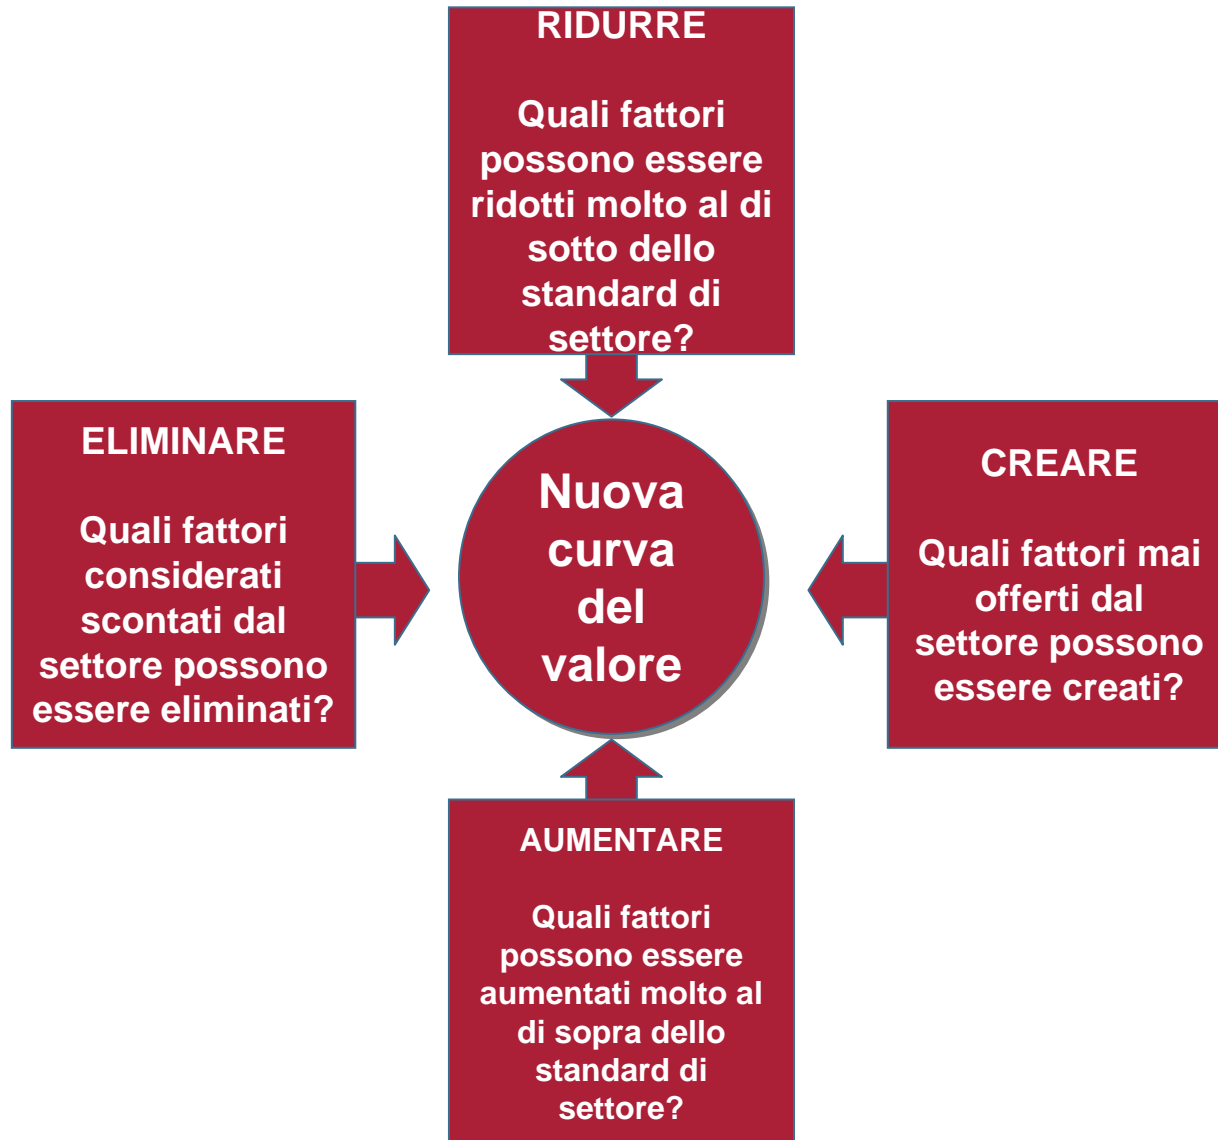 RIDURRE
Quali fattori
possono essere
ridotti molto al di
sotto dello
standard di
settore?
ELIMINARE
Quali fattori
considerati
scontati dal
settore possono
essere eliminati?
Nuova
curva
del
valore
CREARE
Quali fattori mai
offerti dal
settore possono
essere creati?
AUMENTARE
Quali fattori
possono essere
aumentati molto al
di sopra dello
standard di
settore?